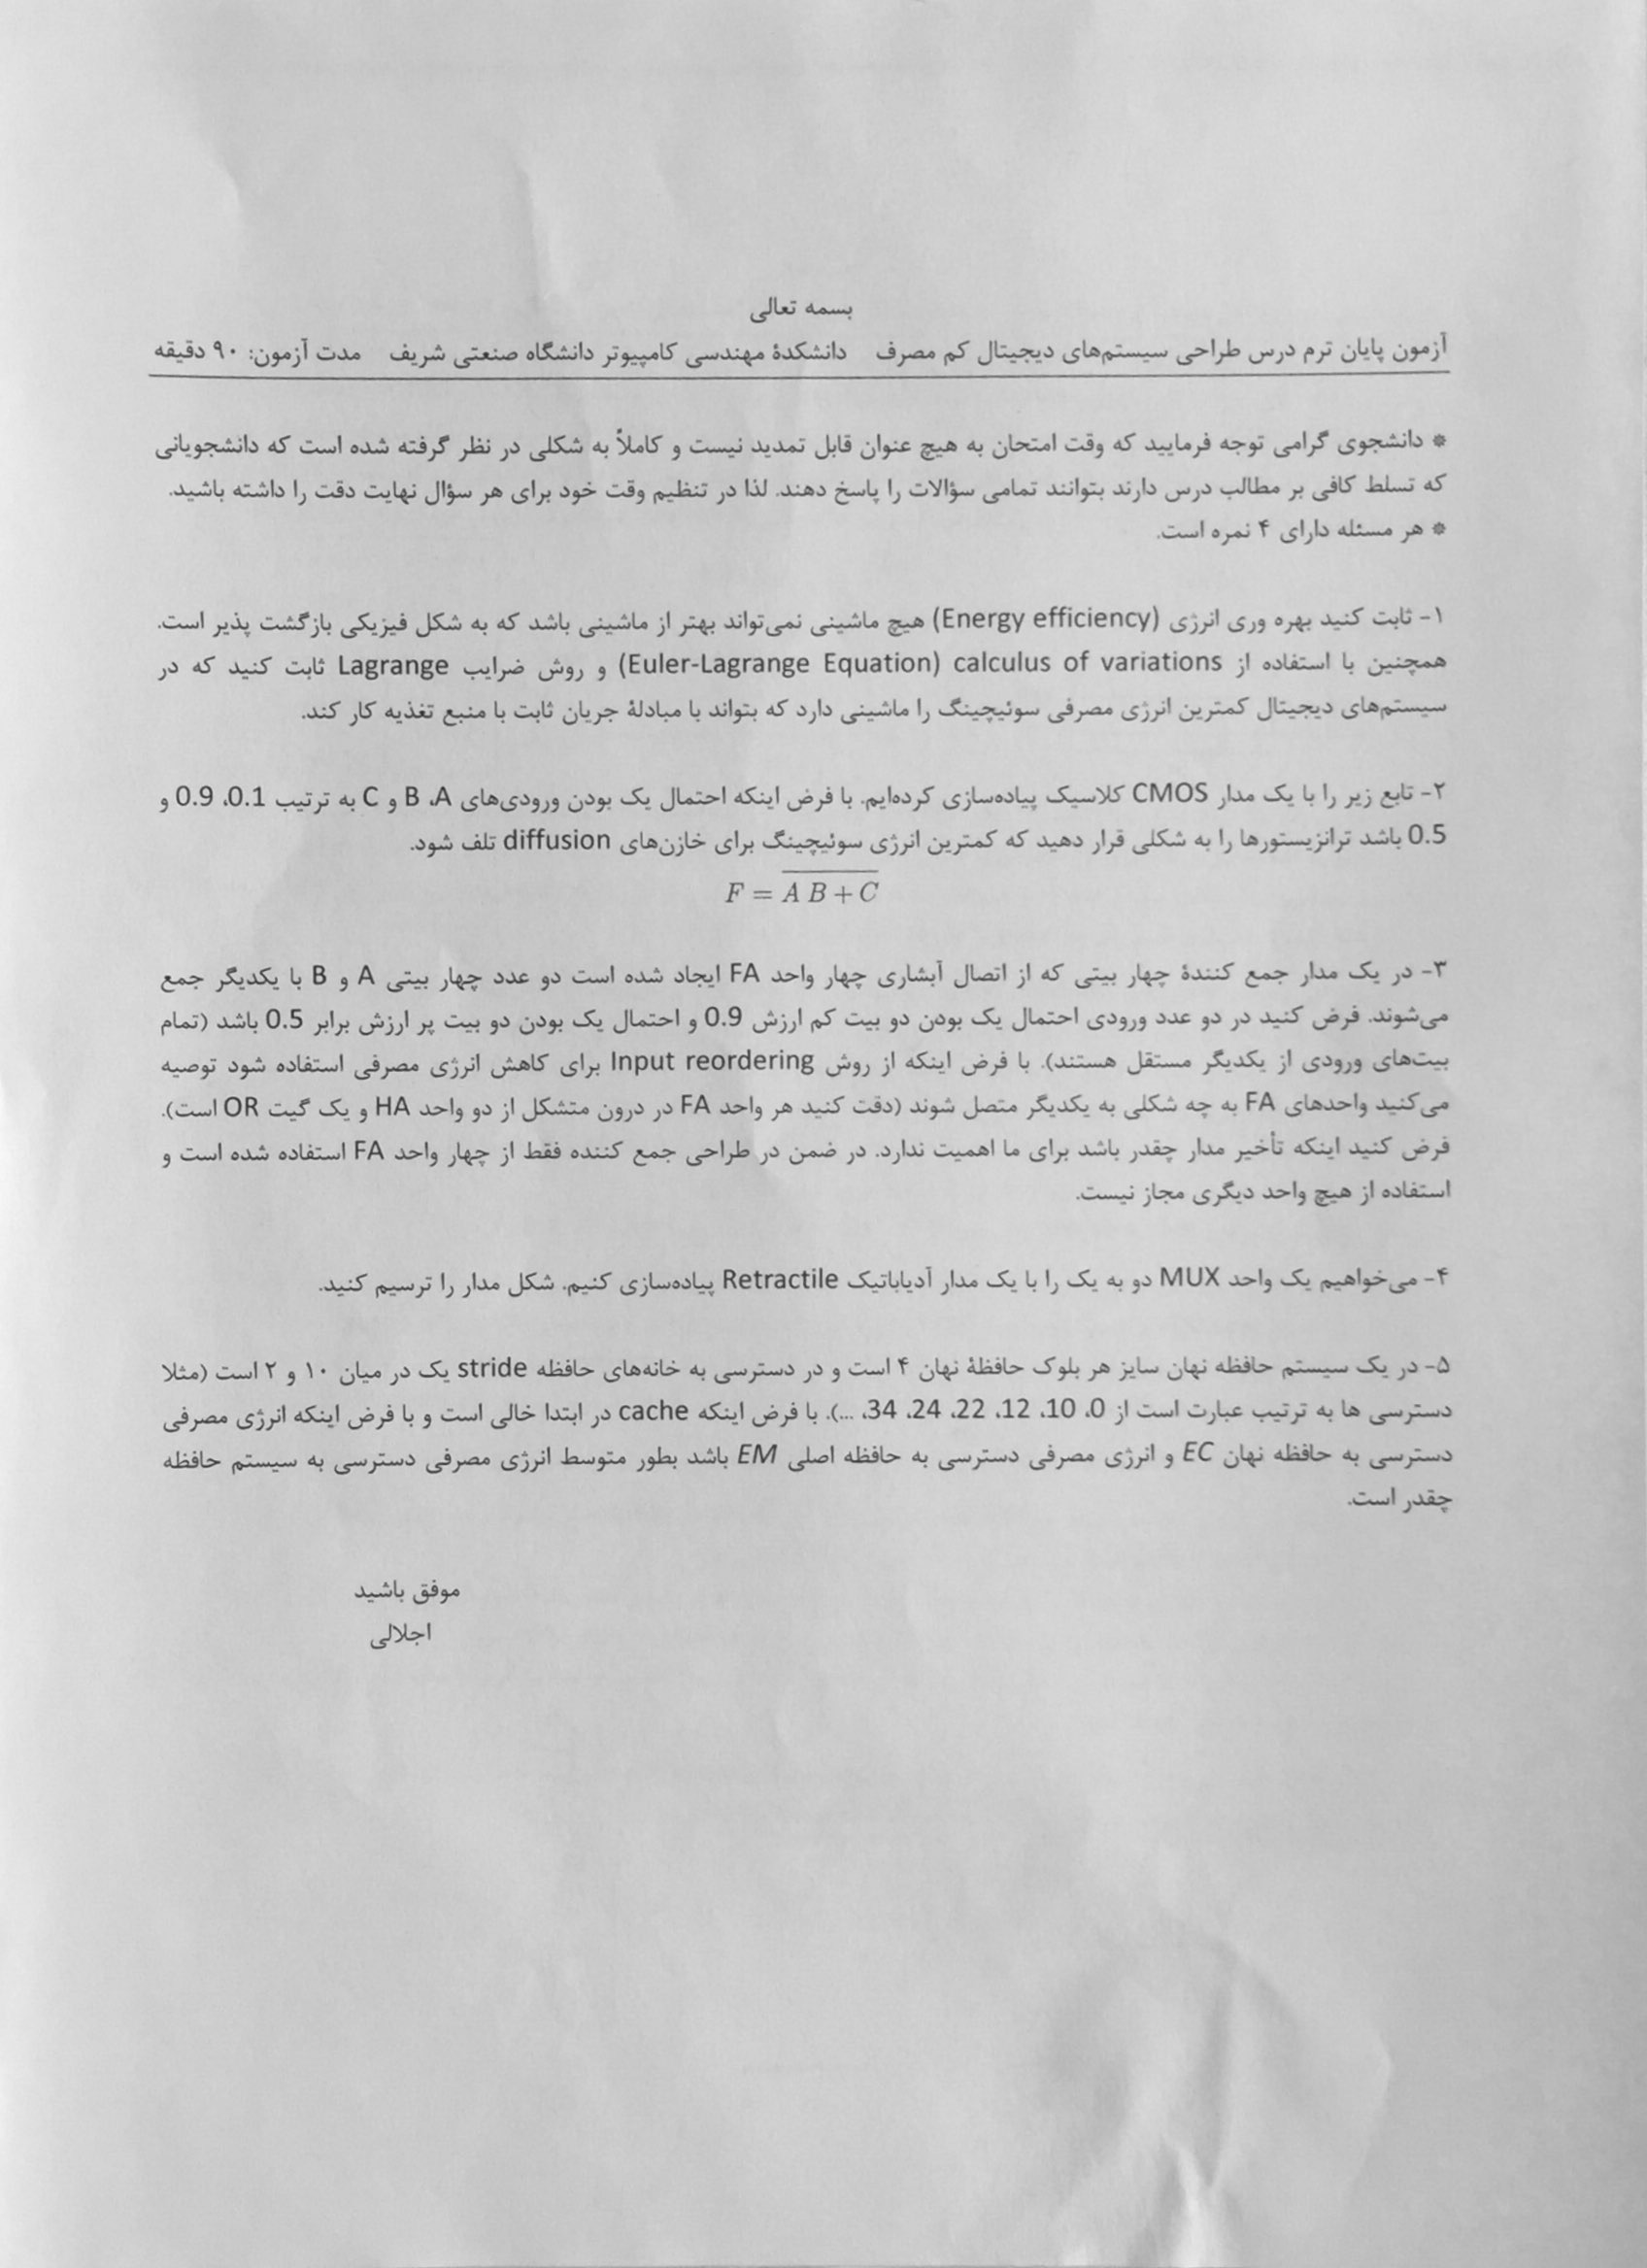 بسمه تعالی
آزمون پایان ترم درس طراحی سیستم‌های دیجیتال کم مصرف دانشکدهٔ مهندسی کامپیوتر دانشگاه صنعتی شریف مدت آزمون: ۹۰ دقیقه
* دانشجوی گرامی توجه فرمایید که وقت امتحان به هیچ عنوان قابل تمدید نیست و کاملاً به شکلی در نظر گرفته شده است که دانشجویانی
که تسلط کافی بر مطالب درس دارند بتوانند تمامی سؤالات را پاسخ دهند. لذا در تنظیم وقت خود برای هر سؤال نهایت دقت را داشته باشید.
* هر مسئله دارای ۴ نمره است.
۱- ثابت کنید بهره وری انرژی (Energy efficiency) هیچ ماشینی نمی‌تواند بهتر از ماشینی باشد که به شکل فیزیکی بازگشت پذیر است.
همچنین با استفاده از calculus of variations (Euler-Lagrange Equation) و روش ضرایب Lagrange ثابت کنید که در
سیستم‌های دیجیتال کمترین انرژی مصرفی سوئیچینگ را ماشینی دارد که بتواند با مبادلهٔ جریان ثابت با منبع تغذیه کار کند.
۲- تابع زیر را با یک مدار CMOS کلاسیک پیاده‌سازی کرده‌ایم. با فرض اینکه احتمال یک بودن ورودی‌های A، B و C به ترتیب 0.1، 0.9 و
0.5 باشد ترانزیستورها را به شکلی قرار دهید که کمترین انرژی سوئیچینگ برای خازن‌های diffusion تلف شود.
$F = \overline{A\,B + C}$
۳- در یک مدار جمع کنندهٔ چهار بیتی که از اتصال آبشاری چهار واحد FA ایجاد شده است دو عدد چهار بیتی A و B با یکدیگر جمع
می‌شوند. فرض کنید در دو عدد ورودی احتمال یک بودن دو بیت کم ارزش 0.9 و احتمال یک بودن دو بیت پر ارزش برابر 0.5 باشد (تمام
بیت‌های ورودی از یکدیگر مستقل هستند). با فرض اینکه از روش Input reordering برای کاهش انرژی مصرفی استفاده شود توصیه
می‌کنید واحدهای FA به چه شکلی به یکدیگر متصل شوند (دقت کنید هر واحد FA در درون متشکل از دو واحد HA و یک گیت OR است).
فرض کنید اینکه تأخیر مدار چقدر باشد برای ما اهمیت ندارد. در ضمن در طراحی جمع کننده فقط از چهار واحد FA استفاده شده است و
استفاده از هیچ واحد دیگری مجاز نیست.
۴- می‌خواهیم یک واحد MUX دو به یک را با یک مدار آدیاباتیک Retractile پیاده‌سازی کنیم. شکل مدار را ترسیم کنید.
۵- در یک سیستم حافظه نهان سایز هر بلوک حافظهٔ نهان ۴ است و در دسترسی به خانه‌های حافظه stride یک در میان ۱۰ و ۲ است (مثلا
دسترسی ها به ترتیب عبارت است از 0، 10، 12، 22، 24، 34، ...). با فرض اینکه cache در ابتدا خالی است و با فرض اینکه انرژی مصرفی
دسترسی به حافظه نهان EC و انرژی مصرفی دسترسی به حافظه اصلی EM باشد بطور متوسط انرژی مصرفی دسترسی به سیستم حافظه
چقدر است.
موفق باشید
اجلالی